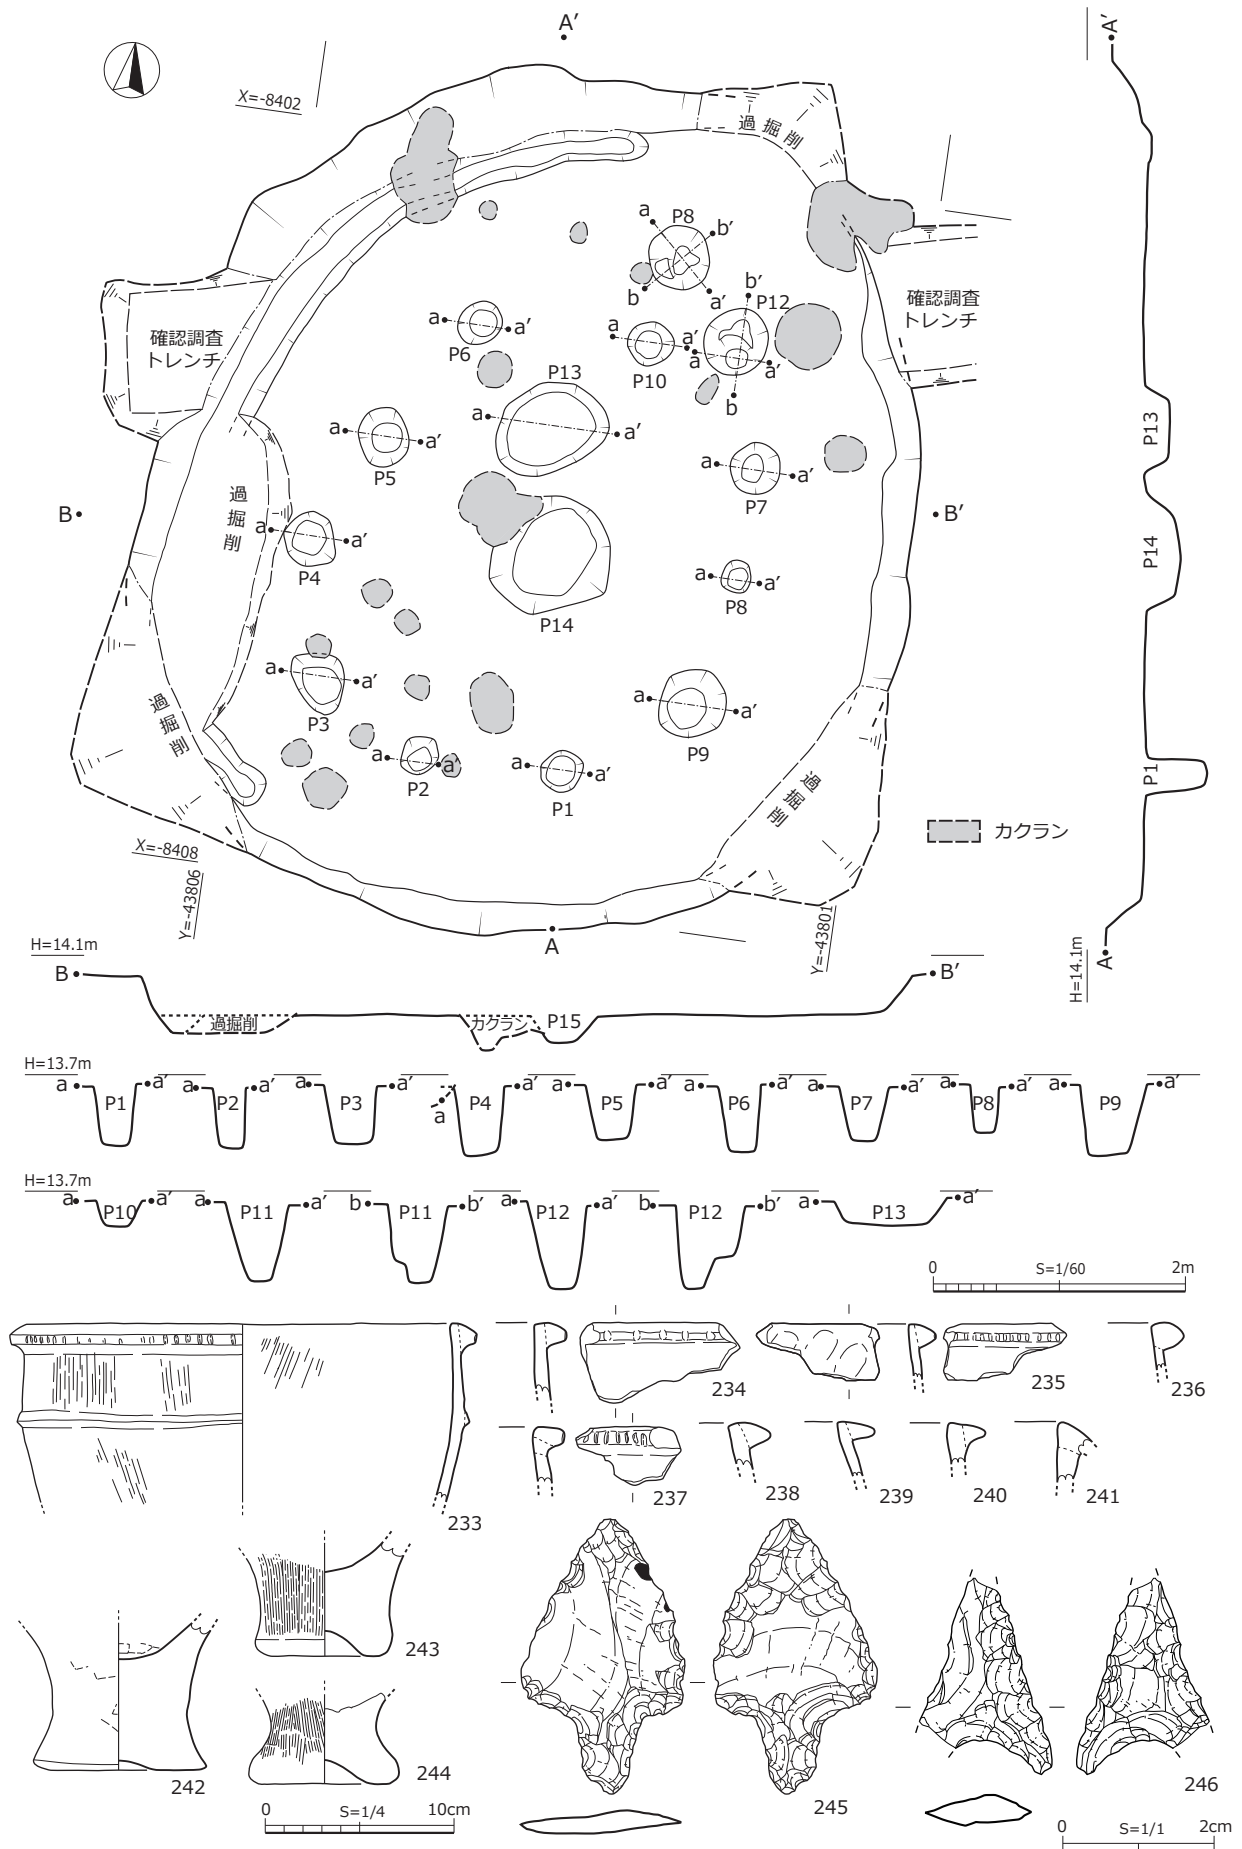 A′
A′
X=-8402
過掘削
a
P8
b′
b
a′
b′
P12
確認調査
トレンチ
確認調査
トレンチ
a
a′
P6
a
a′
P10
a
a′
b
P13
a
a′
P13
a
a′
P5
a
a′
P7
過掘削
B
B′
a
a′
P4
P14
a
a′
P8
P14
a
a′
P3
過掘削
a
a′
P9
a
a′
P2
a
a′
P1
P1
過掘削
カクラン
X=-8408
Y=-43806
Y=-43801
A
A
H=14.1m
H=14.1m
B
B′
過掘削
カクラン
P15
H=13.7m
a
P1
a′
a
P2
a′
a
P3
a′
a
P4
a′
a
P5
a′
a
P6
a′
a
P7
a′
a
P8
a′
a
P9
a′
H=13.7m
a
P10
a′
a
P11
a′
b
P11
b′
a
P12
a′
b
P12
b′
a
P13
a′
0
S=1/60
2m
234
235
236
233
237
238
239
240
241
243
242
244
245
246
0
S=1/4
10cm
0
S=1/1
2cm